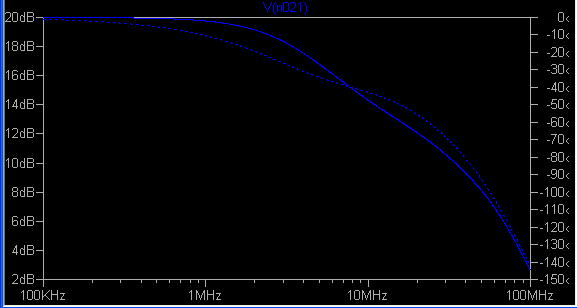 V(n021)
20dB 0<
-10<
18dB -20<
-30<
16dB -40<
-50<
14dB -60<
-70<
12dB -80<
10dB -90<
8dB -100<
-110<
6dB -120<
-130<
4dB -140<
2dB -150<
100KHz 1MHz 10MHz 100MHz